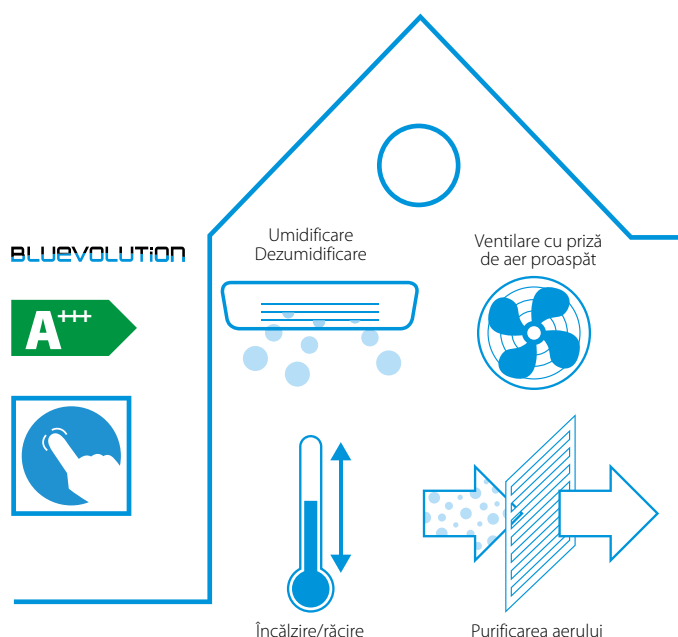 Umidificare
Dezumidificare
Ventilare cu priză
de aer proaspăt
BLUEVOLUTiON
A+++
Încălzire/răcire
Purificarea aerului